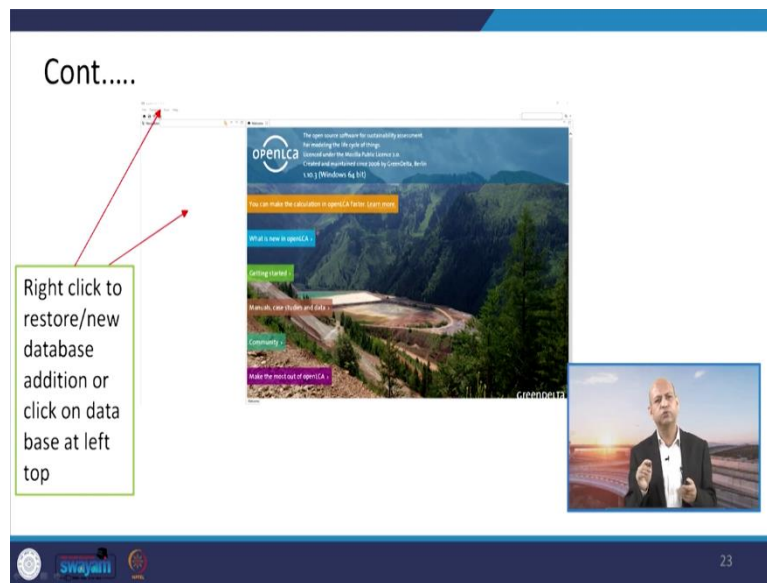 Cont.....
The open source software for sustainability assessment.
For modeling the life cycle of things.
Licensed under the Mozilla Public Licence 2.0.
Created and maintained since 2006 by GreenDelta, Berlin
1.10.3 (Windows 64 bit)
openLCA
You can make the calculation in openLCA faster. Learn more.
What is new in openLCA ›
Getting started ›
Manuals, case studies and data ›
Community ›
Make the most out of openLCA ›
GreenDelta
Right click to
restore/new
database
addition or
click on data
base at left
top
swayam
23